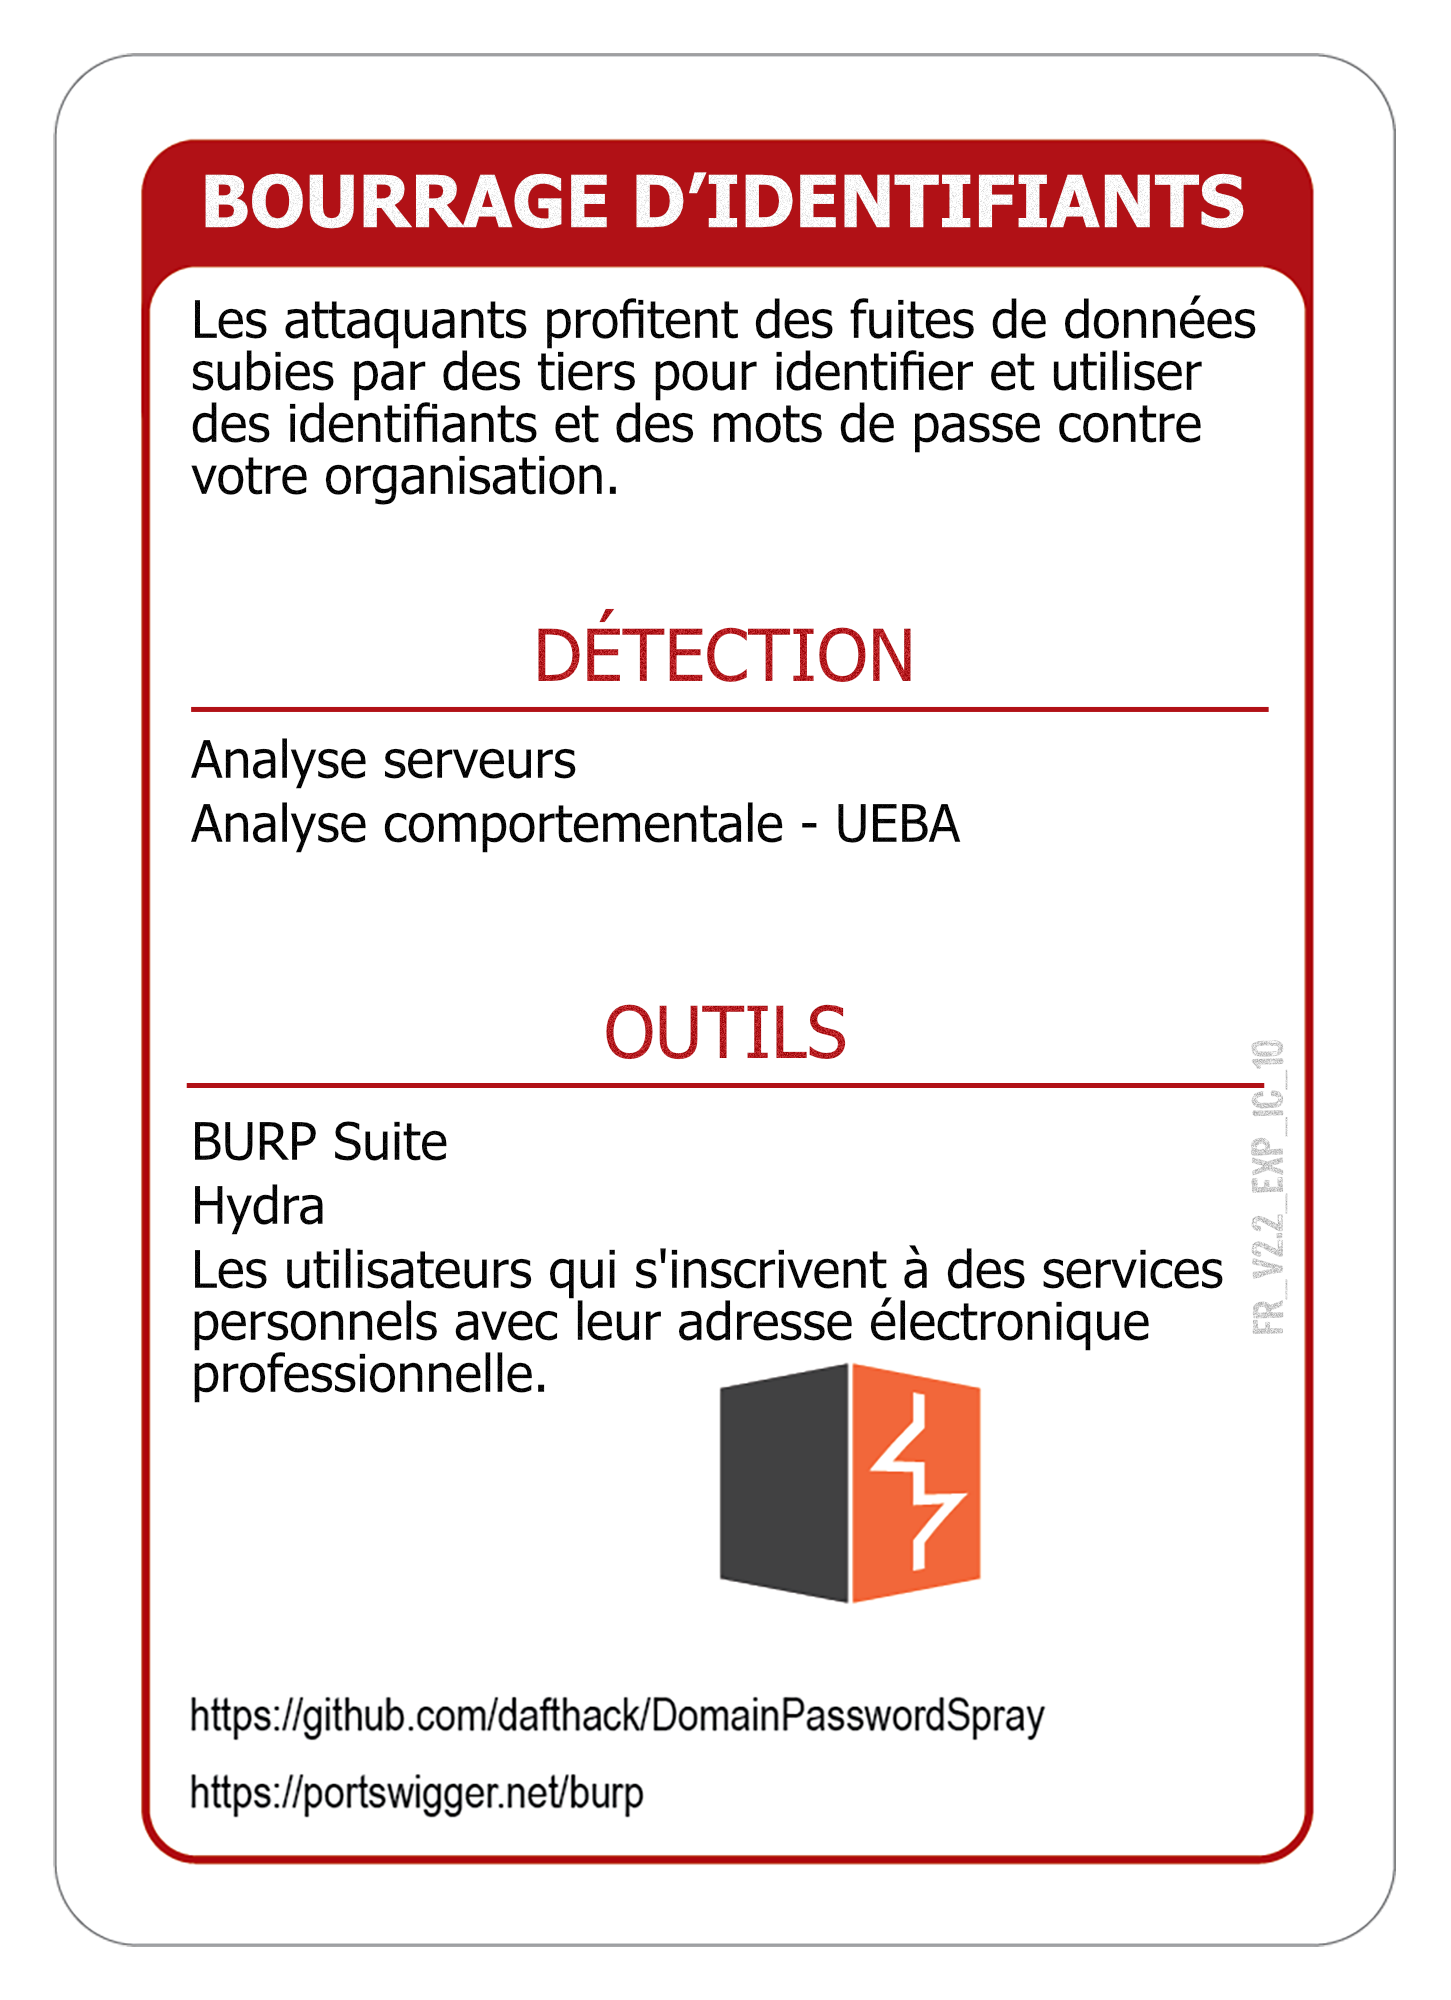 BOURRAGE D’IDENTIFIANTS
Les attaquants profitent des fuites de données
subies par des tiers pour identifier et utiliser
des identifiants et des mots de passe contre
votre organisation.
DÉTECTION
Analyse serveurs
Analyse comportementale - UEBA
OUTILS
BURP Suite
Hydra
Les utilisateurs qui s'inscrivent à des services
personnels avec leur adresse électronique
professionnelle.
FR_V2.2_EXP_IC_10
https://github.com/dafthack/DomainPasswordSpray
https://portswigger.net/burp